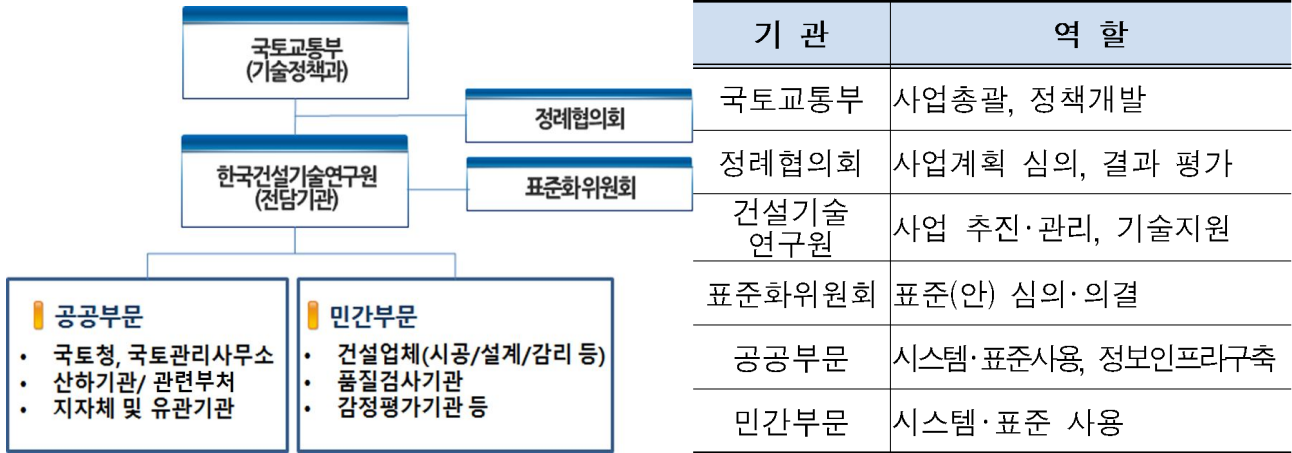 국토교통부
(기술정책과)
정례협의회
한국건설기술연구원
(전담기관)
표준화위원회
공공부문
• 국토청, 국토관리사무소
• 산하기관/ 관련부처
• 지자체 및 유관기관
민간부문
• 건설업체(시공/설계/감리 등)
• 품질검사기관
• 감정평가기관 등
기 관 역 할
국토교통부 사업총괄, 정책개발
정례협의회 사업계획 심의, 결과 평가
건설기술
연구원 사업 추진·관리, 기술지원
표준화위원회 표준(안) 심의·의결
공공부문 시스템·표준사용, 정보인프라구축
민간부문 시스템·표준 사용